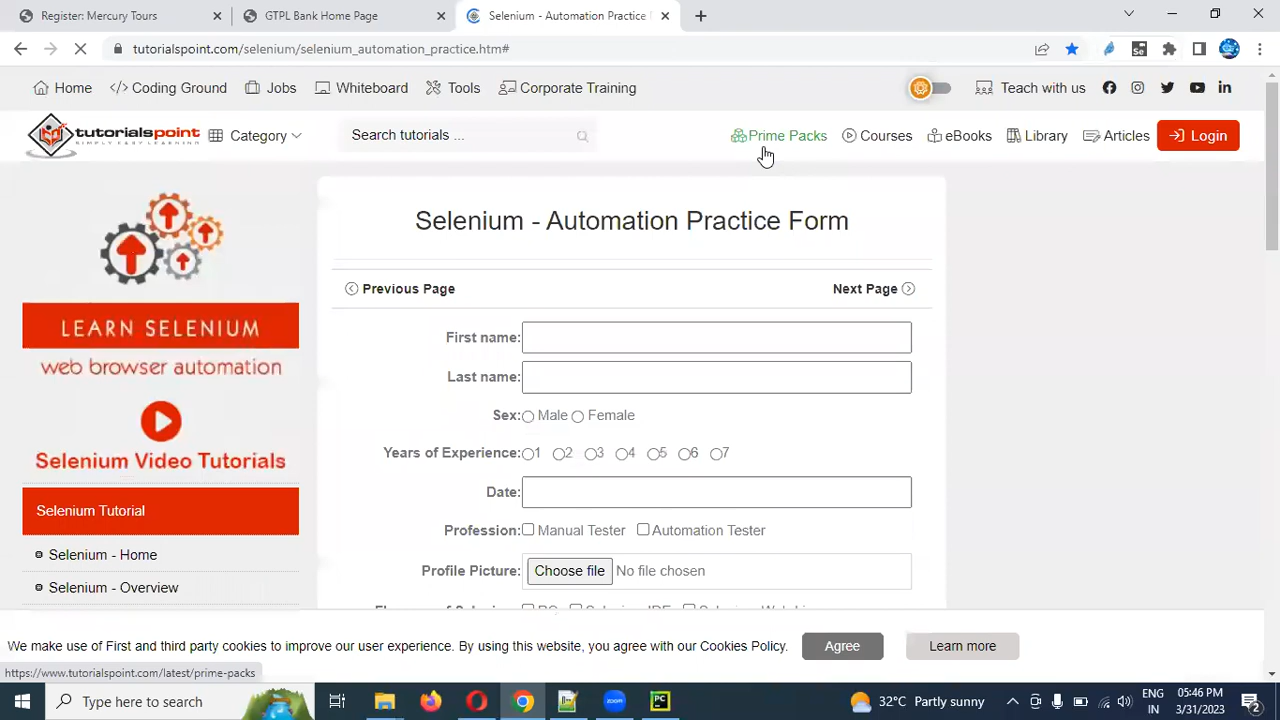 Register: Mercury Tours
GTPL Bank Home Page
Selenium - Automation Practice
tutorialspoint.com/selenium/selenium_automation_practice.htm#
Home
Coding Ground
Jobs
Whiteboard
Tools
Corporate Training
Teach with us
tutorialspoint
SIMPLY EASY LEARNING
Category
Search tutorials ...
Prime Packs
Courses
eBooks
Library
Articles
Login
LEARN SELENIUM
web browser automation
Selenium Video Tutorials
Selenium Tutorial
Selenium - Home
Selenium - Overview
Selenium - Automation Practice Form
Previous Page
Next Page
First name:
Last name:
Sex: Male Female
Years of Experience: 1 2 3 4 5 6 7
Date:
Profession: Manual Tester Automation Tester
Profile Picture: Choose file No file chosen
We make use of First and third party cookies to improve our user experience. By using this website, you agree with our Cookies Policy.
Agree
Learn more
https://www.tutorialspoint.com/latest/prime-packs
Type here to search
PC
zoom
32°C Partly sunny
ENG
IN
05:46 PM
3/31/2023
2